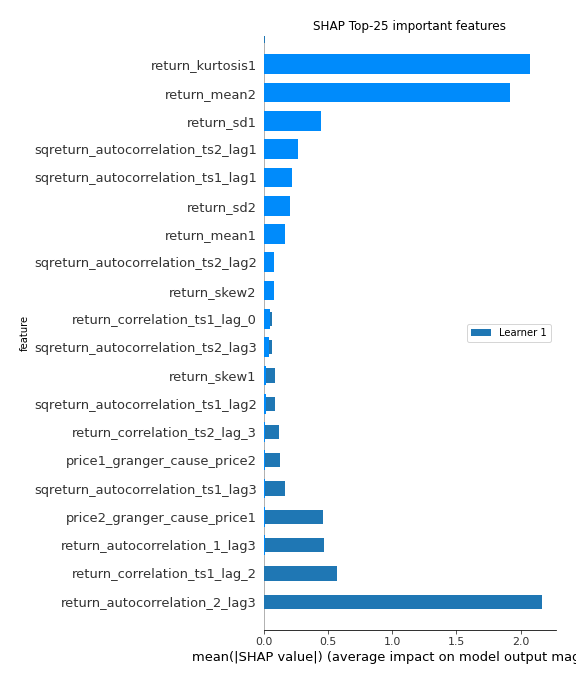 SHAP Top-25 important features
return_kurtosis1
return_mean2
return_sd1
sqreturn_autocorrelation_ts2_lag1
sqreturn_autocorrelation_ts1_lag1
return_sd2
return_mean1
sqreturn_autocorrelation_ts2_lag2
return_skew2
return_correlation_ts1_lag_0
sqreturn_autocorrelation_ts2_lag3
return_skew1
sqreturn_autocorrelation_ts1_lag2
return_correlation_ts2_lag_3
price1_granger_cause_price2
sqreturn_autocorrelation_ts1_lag3
price2_granger_cause_price1
return_autocorrelation_1_lag3
return_correlation_ts1_lag_2
return_autocorrelation_2_lag3
feature
Learner 1
0.0 0.5 1.0 1.5 2.0
mean(|SHAP value|) (average impact on model output mag